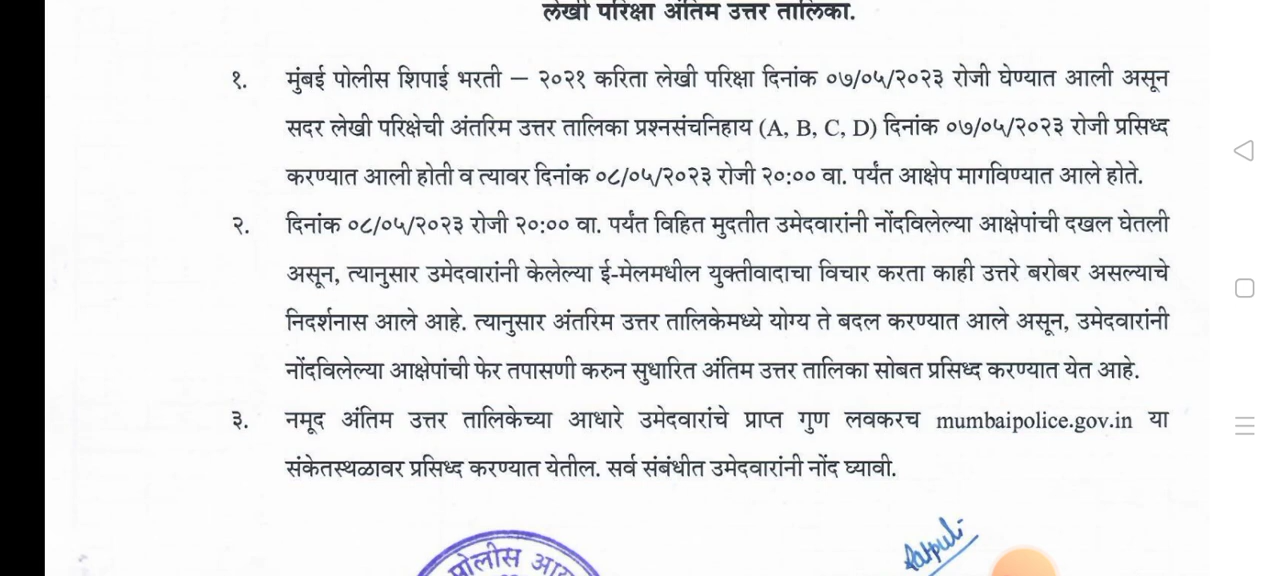 लेखी परिक्षा अंतिम उत्तर तालिका.
१. मुंबई पोलीस शिपाई भरती – २०२१ करिता लेखी परिक्षा दिनांक ०७/०५/२०२३ रोजी घेण्यात आली असून
सदर लेखी परिक्षेची अंतरिम उत्तर तालिका प्रश्नसंचनिहाय (A, B, C, D) दिनांक ०७/०५/२०२३ रोजी प्रसिध्द
करण्यात आली होती व त्यावर दिनांक ०८/०५/२०२३ रोजी २०:०० वा. पर्यंत आक्षेप मागविण्यात आले होते.
२. दिनांक ०८/०५/२०२३ रोजी २०:०० वा. पर्यंत विहित मुदतीत उमेदवारांनी नोंदविलेल्या आक्षेपांची दखल घेतली
असून, त्यानुसार उमेदवारांनी केलेल्या ई-मेलमधील युक्तीवादाचा विचार करता काही उत्तरे बरोबर असल्याचे
निदर्शनास आले आहे. त्यानुसार अंतरिम उत्तर तालिकेमध्ये योग्य ते बदल करण्यात आले असून, उमेदवारांनी
नोंदविलेल्या आक्षेपांची फेर तपासणी करुन सुधारित अंतिम उत्तर तालिका सोबत प्रसिध्द करण्यात येत आहे.
३. नमूद अंतिम उत्तर तालिकेच्या आधारे उमेदवारांचे प्राप्त गुण लवकरच mumbaipolice.gov.in या
संकेतस्थळावर प्रसिध्द करण्यात येतील. सर्व संबंधीत उमेदवारांनी नोंद घ्यावी.
पोलीस